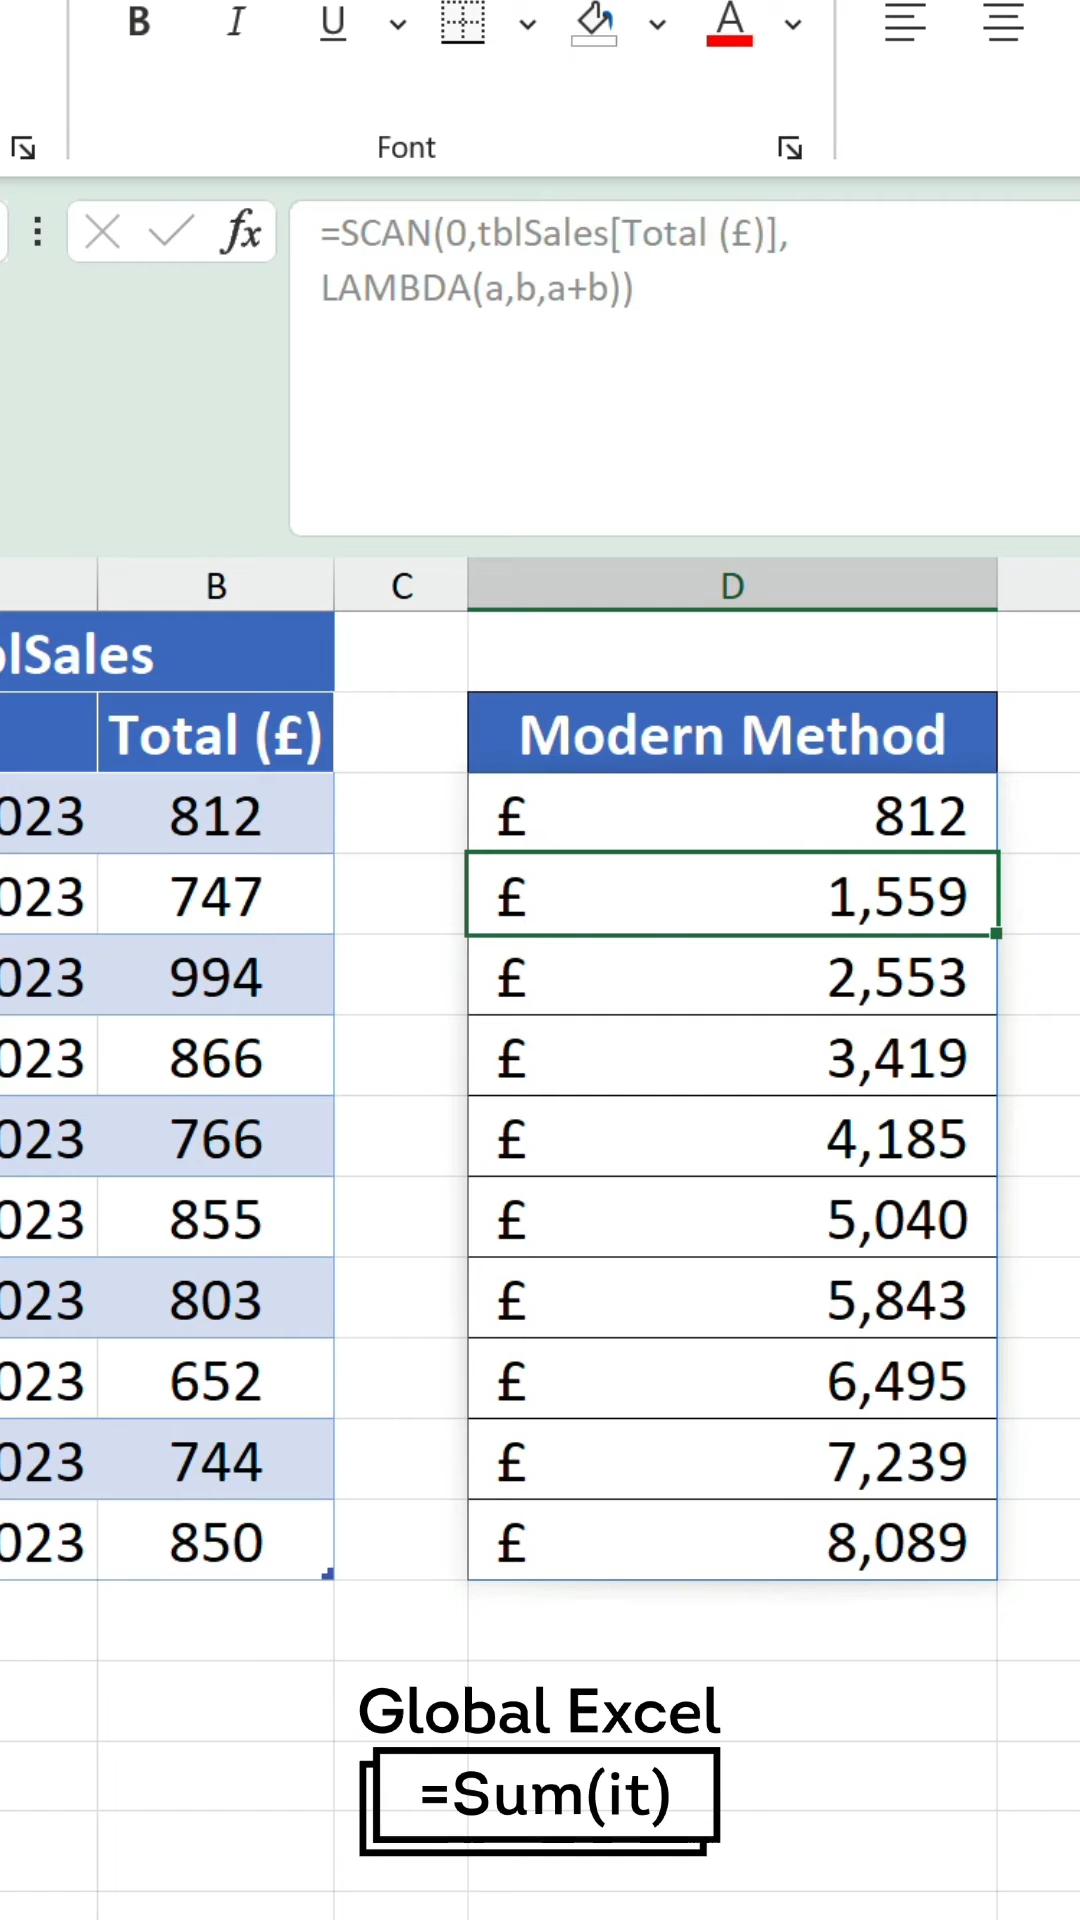 B I U A
Font
fx =SCAN(0,tblSales[Total (£)],
LAMBDA(a,b,a+b))
B C D
blSales
Total (£) Modern Method
023 812 £ 812
023 747 £ 1,559
023 994 £ 2,553
023 866 £ 3,419
023 766 £ 4,185
023 855 £ 5,040
023 803 £ 5,843
023 652 £ 6,495
023 744 £ 7,239
023 850 £ 8,089
Global Excel
=Sum(it)